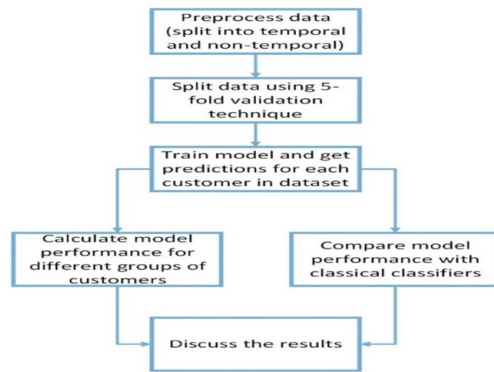 Preprocess data
(split into temporal
and non-temporal)
Split data using 5-
fold validation
technique
Train model and get
predictions for each
customer in dataset
Calculate model
performance for
different groups of
customers
Compare model
performance with
classical classifiers
Discuss the results